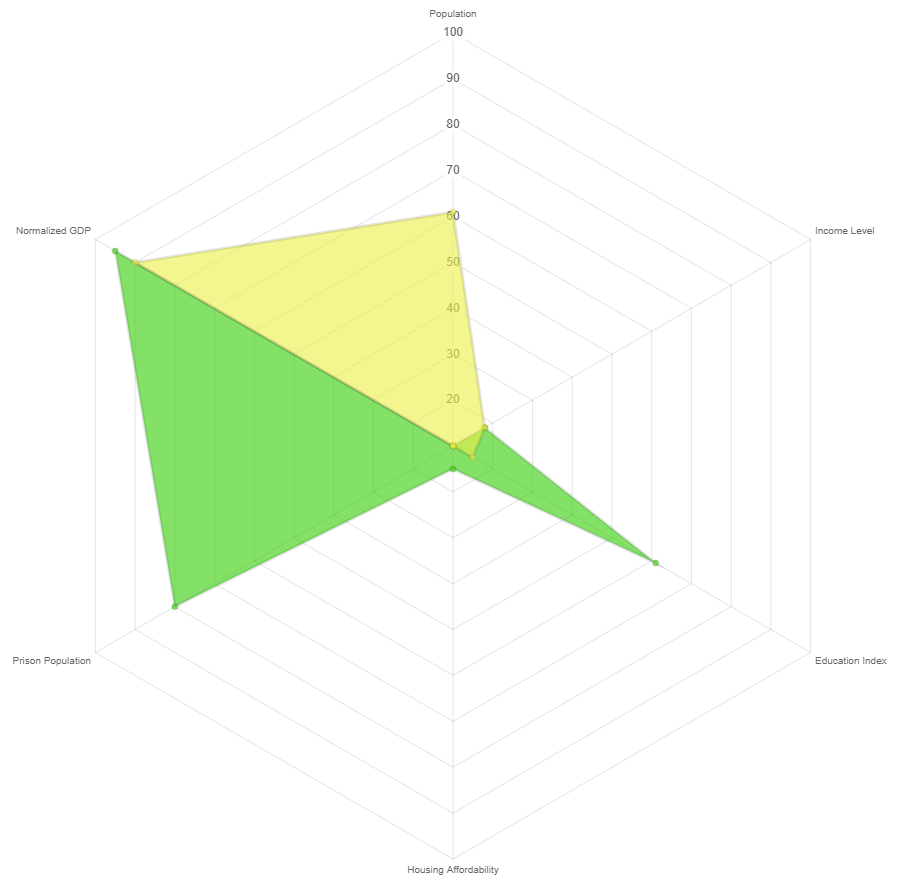 Population
100
90
80
70
60
50
40
30
20
Normalized GDP
Income Level
Prison Population
Education Index
Housing Affordability